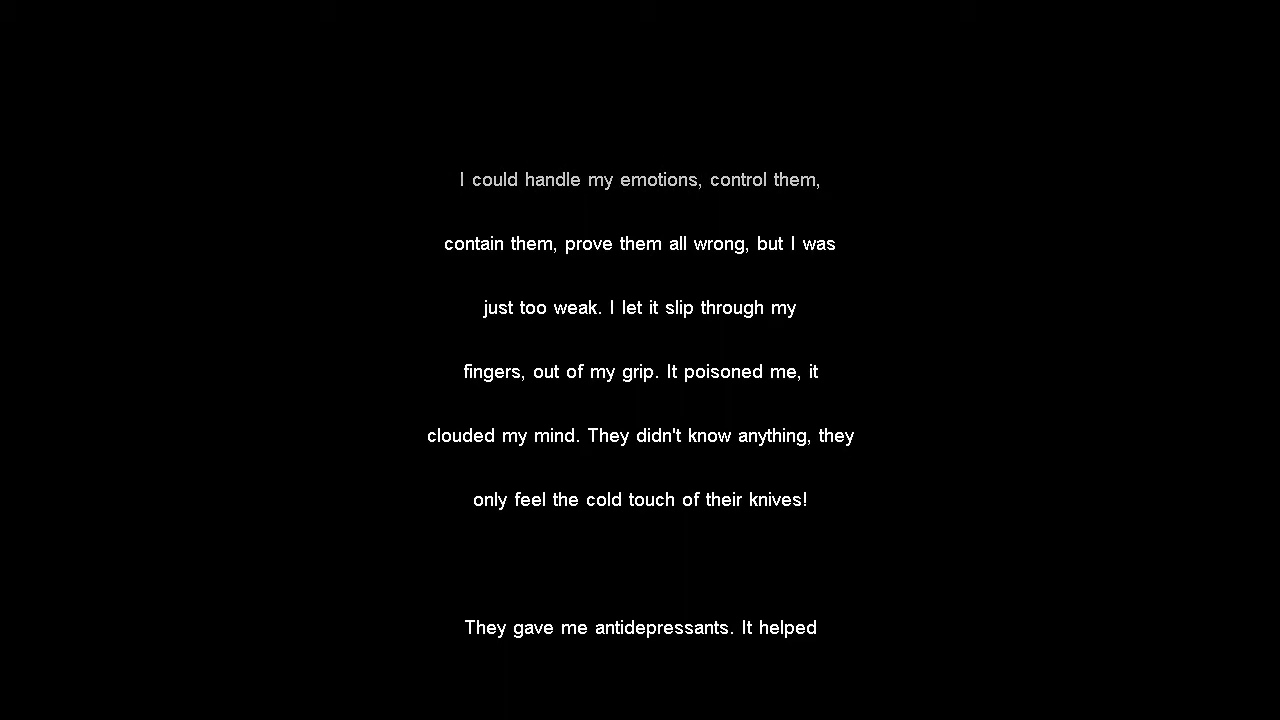 I could handle my emotions, control them,
contain them, prove them all wrong, but I was
just too weak. I let it slip through my
fingers, out of my grip. It poisoned me, it
clouded my mind. They didn't know anything, they
only feel the cold touch of their knives!
They gave me antidepressants. It helped